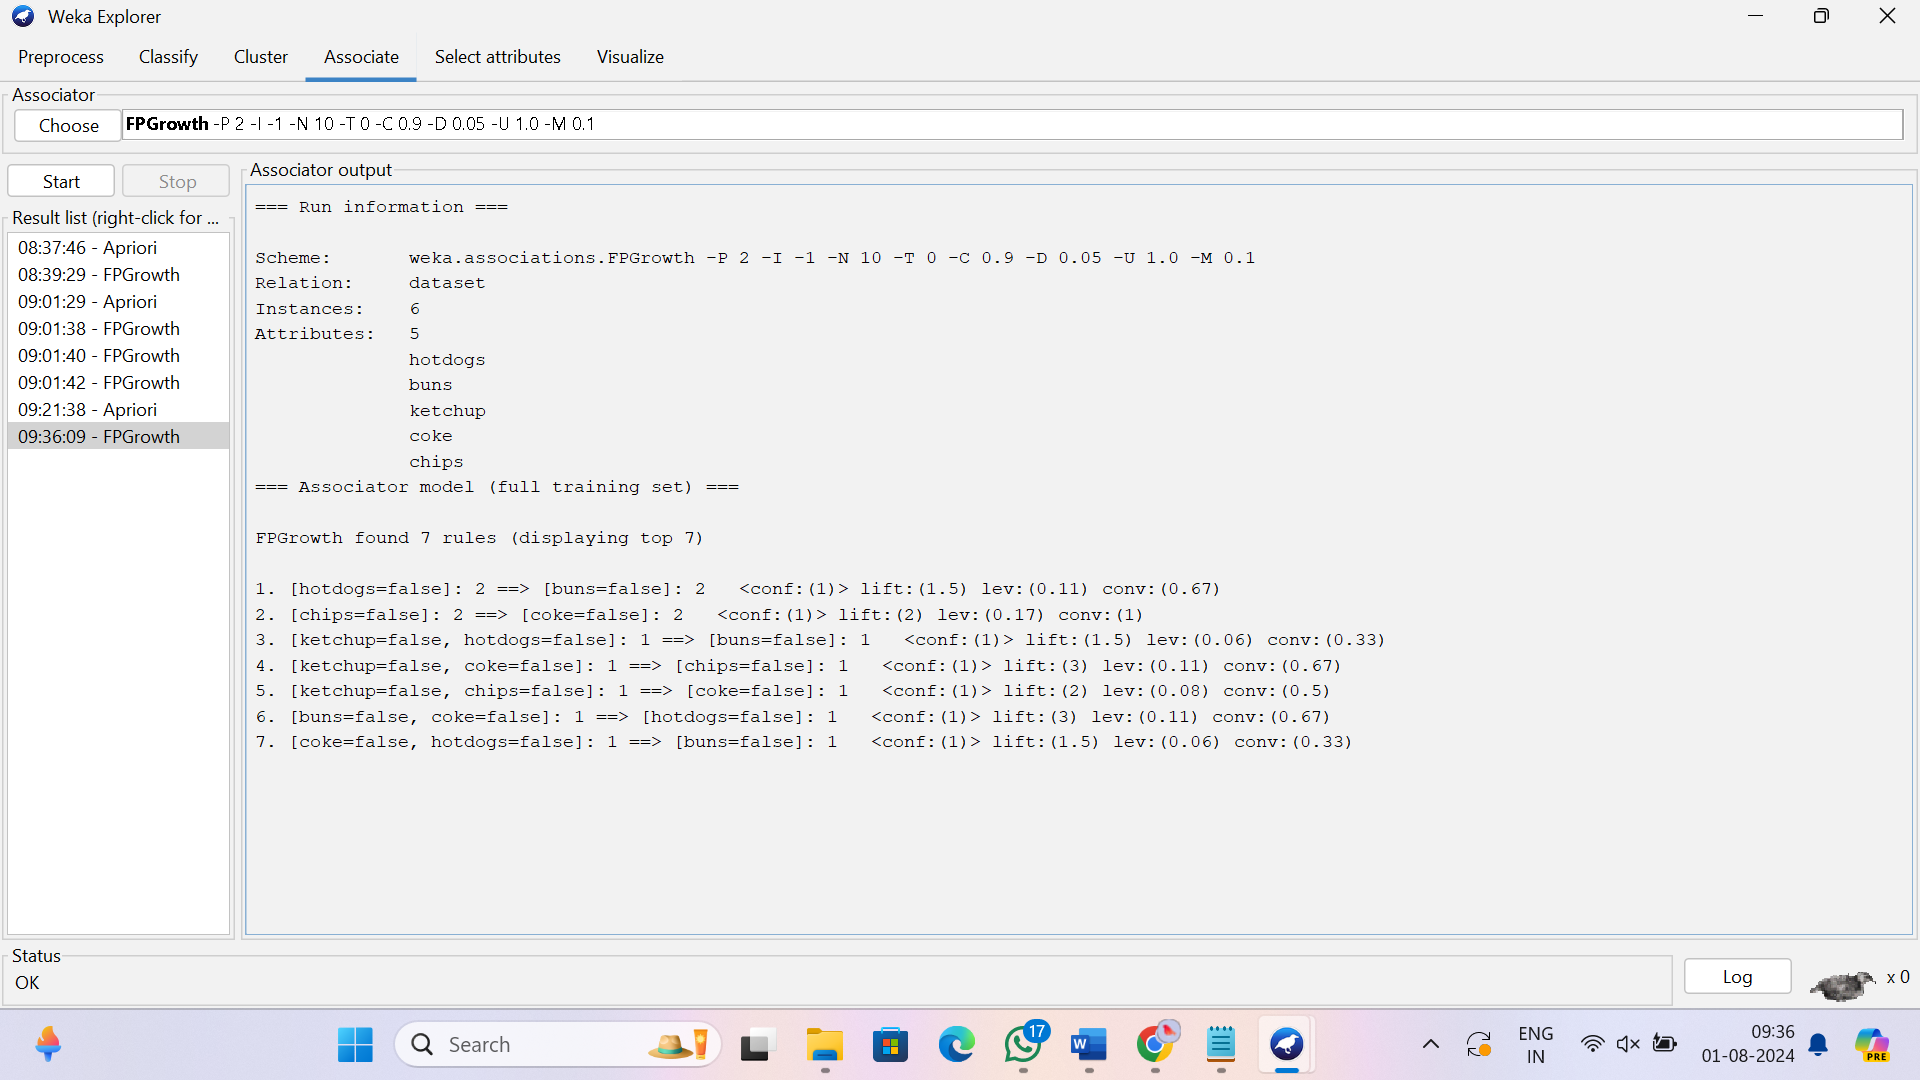 Weka Explorer
Preprocess Classify Cluster Associate Select attributes Visualize
Associator
Choose FPGrowth -P 2 -I -1 -N 10 -T 0 -C 0.9 -D 0.05 -U 1.0 -M 0.1
Start Stop
Result list (right-click for ...
08:37:46 - Apriori
08:39:29 - FPGrowth
09:01:29 - Apriori
09:01:38 - FPGrowth
09:01:40 - FPGrowth
09:01:42 - FPGrowth
09:21:38 - Apriori
09:36:09 - FPGrowth
Associator output
=== Run information ===
Scheme: weka.associations.FPGrowth -P 2 -I -1 -N 10 -T 0 -C 0.9 -D 0.05 -U 1.0 -M 0.1
Relation: dataset
Instances: 6
Attributes: 5
hotdogs
buns
ketchup
coke
chips
=== Associator model (full training set) ===
FPGrowth found 7 rules (displaying top 7)
1. [hotdogs=false]: 2 ==> [buns=false]: 2 <conf:(1)> lift:(1.5) lev:(0.11) conv:(0.67)
2. [chips=false]: 2 ==> [coke=false]: 2 <conf:(1)> lift:(2) lev:(0.17) conv:(1)
3. [ketchup=false, hotdogs=false]: 1 ==> [buns=false]: 1 <conf:(1)> lift:(1.5) lev:(0.06) conv:(0.33)
4. [ketchup=false, coke=false]: 1 ==> [chips=false]: 1 <conf:(1)> lift:(3) lev:(0.11) conv:(0.67)
5. [ketchup=false, chips=false]: 1 ==> [coke=false]: 1 <conf:(1)> lift:(2) lev:(0.08) conv:(0.5)
6. [buns=false, coke=false]: 1 ==> [hotdogs=false]: 1 <conf:(1)> lift:(3) lev:(0.11) conv:(0.67)
7. [coke=false, hotdogs=false]: 1 ==> [buns=false]: 1 <conf:(1)> lift:(1.5) lev:(0.06) conv:(0.33)
Status
OK
Log
x 0
Search
17
W
ENG
IN
09:36
01-08-2024
PRE